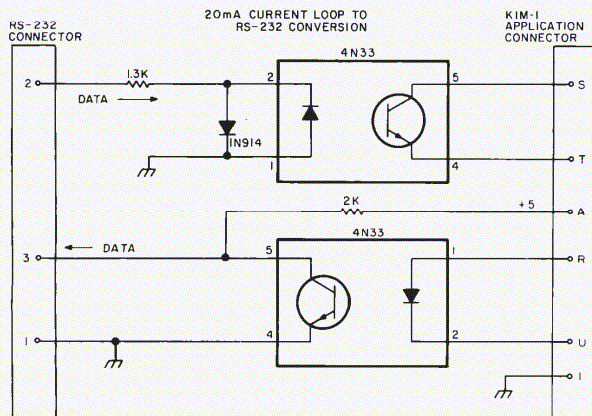 20mA CURRENT LOOP TO
RS-232 CONVERSION
RS-232
CONNECTOR
KIM-1
APPLICATION
CONNECTOR
4N33
2
1.3K
2
5
S
DATA
1N914
1
4
T
2K
+5
A
DATA
4N33
3
5
1
R
1
4
2
U
1